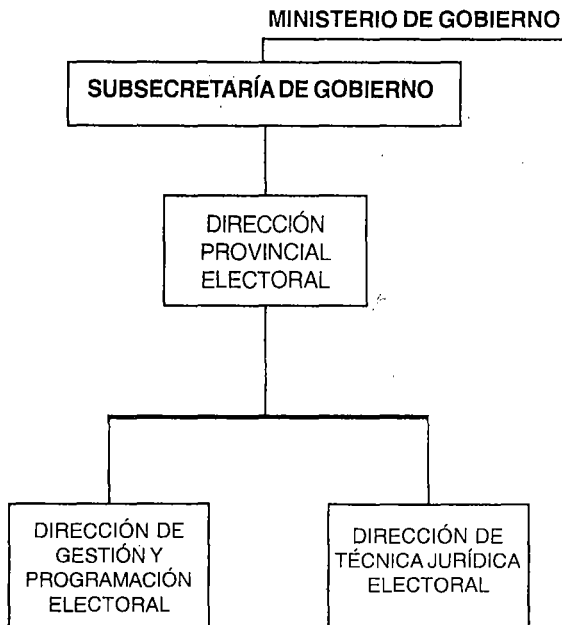 MINISTERIO DE GOBIERNO
SUBSECRETARÍA DE GOBIERNO
DIRECCIÓN
PROVINCIAL
ELECTORAL
DIRECCIÓN DE
GESTIÓN Y
PROGRAMACIÓN
ELECTORAL
DIRECCIÓN DE
TÉCNICA JURÍDICA
ELECTORAL